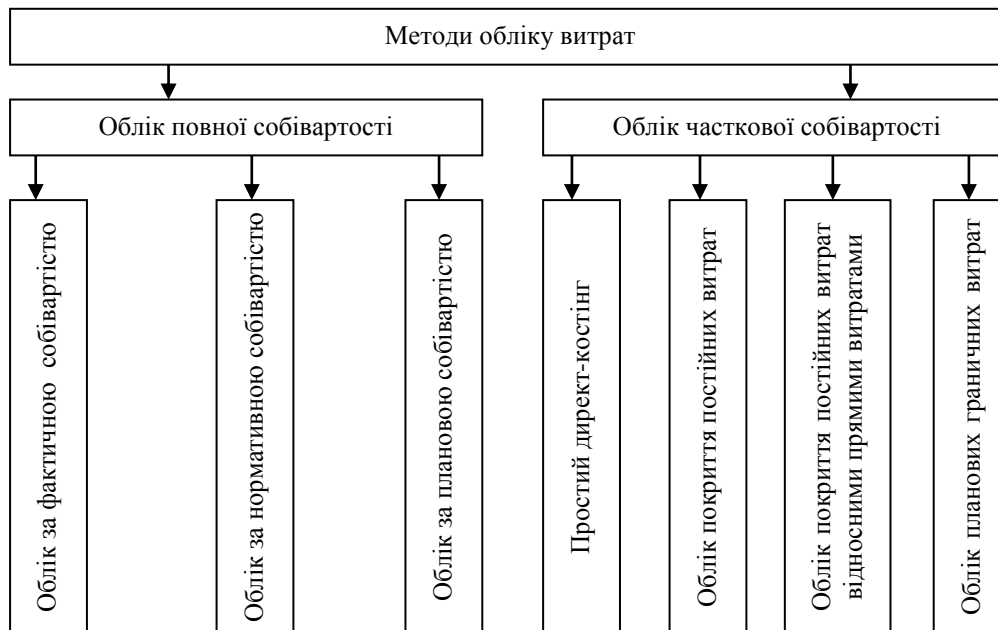 Методи обліку витрат
Облік повної собівартості
Облік часткової собівартості
Облік за фактичною собівартістю
Облік за нормативною собівартістю
Облік за плановою собівартістю
Простий директ-костінг
Облік покриття постійних витрат
Облік покриття постійних витрат
відносними прямими витратами
Облік планових граничних витрат